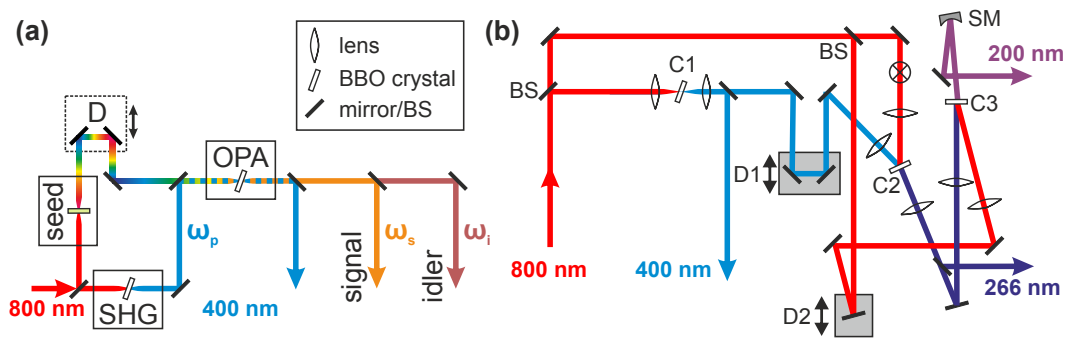 (a)
lens
BBO crystal
mirror/BS
D
OPA
seed
ωp
ωs
ωi
signal
idler
800 nm
SHG
400 nm
(b)
SM
BS
200 nm
C1
BS
C3
D1
C2
800 nm
400 nm
266 nm
D2